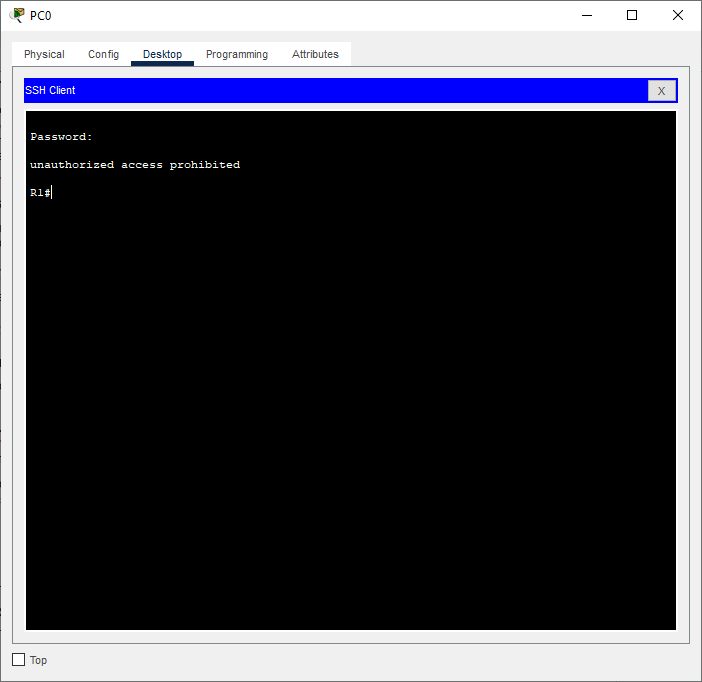 PC0
Physical Config Desktop Programming Attributes
SSH Client
X
Password:
unauthorized access prohibited
R1#
Top